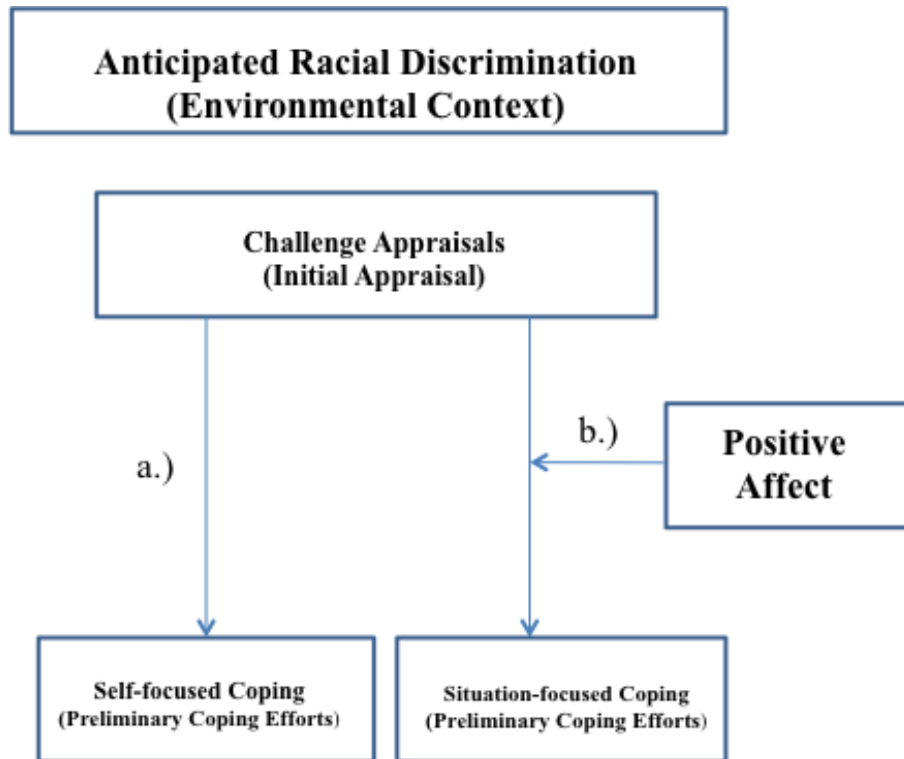 Anticipated Racial Discrimination
(Environmental Context)
Challenge Appraisals
(Initial Appraisal)
a.)
b.)
Positive
Affect
Self-focused Coping
(Preliminary Coping Efforts)
Situation-focused Coping
(Preliminary Coping Efforts)